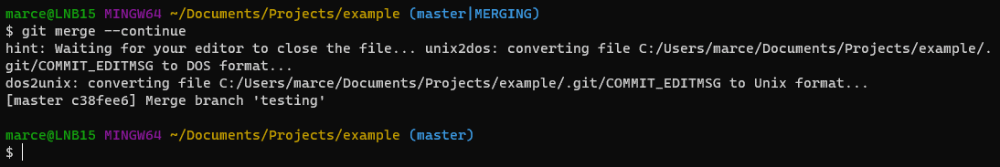 marce@LNB15 MINGW64 ~/Documents/Projects/example (master|MERGING)
$ git merge --continue
hint: Waiting for your editor to close the file... unix2dos: converting file C:/Users/marce/Documents/Projects/example/.
git/COMMIT_EDITMSG to DOS format...
dos2unix: converting file C:/Users/marce/Documents/Projects/example/.git/COMMIT_EDITMSG to Unix format...
[master c38fee6] Merge branch 'testing'
marce@LNB15 MINGW64 ~/Documents/Projects/example (master)
$